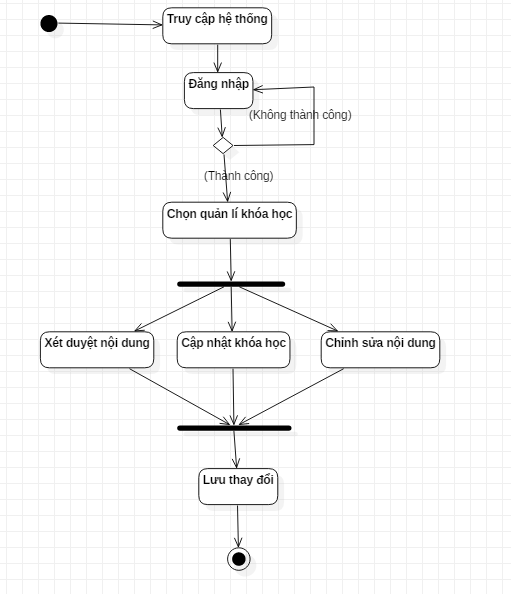 Truy cập hệ thống
Đăng nhập
(Không thành công)
(Thành công)
Chọn quản lí khóa học
Xét duyệt nội dung
Cập nhật khóa học
Chỉnh sửa nội dung
Lưu thay đổi